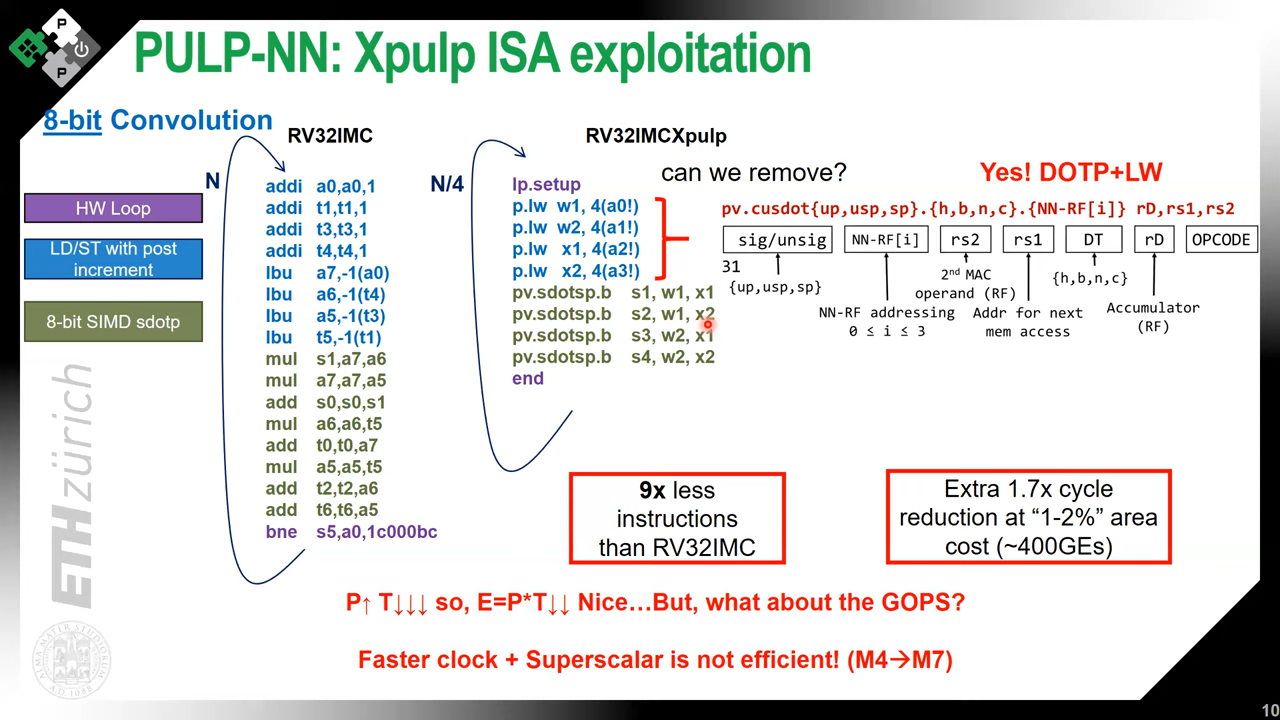 P
P
PULP-NN: Xpulp ISA exploitation
8-bit Convolution
HW Loop
LD/ST with post
increment
8-bit SIMD sdotp
RV32IMC
N
addi a0,a0,1
addi t1,t1,1
addi t3,t3,1
addi t4,t4,1
lbu a7,-1(a0)
lbu a6,-1(t4)
lbu a5,-1(t3)
lbu t5,-1(t1)
mul s1,a7,a6
mul a7,a7,a5
add s0,s0,s1
mul a6,a6,t5
add t0,t0,a7
mul a5,a5,t5
add t2,t2,a6
add t6,t6,a5
bne s5,a0,1c000bc
RV32IMCXpulp
N/4
lp.setup
p.lw w1, 4(a0!)
p.lw w2, 4(a1!)
p.lw x1, 4(a2!)
p.lw x2, 4(a3!)
pv.sdotsp.b s1, w1, x1
pv.sdotsp.b s2, w1, x2
pv.sdotsp.b s3, w2, x1
pv.sdotsp.b s4, w2, x2
end
can we remove?
Yes! DOTP+LW
pv.cusdot{up,usp,sp}.{h,b,n,c}.{NN-RF[i]} rD,rs1,rs2
sig/unsig NN-RF[i] rs2 rs1 DT rD OPCODE
31
{up,usp,sp}
NN-RF addressing
0 ≤ i ≤ 3
2nd MAC
operand (RF)
Addr for next
mem access
{h,b,n,c}
Accumulator
(RF)
9x less
instructions
than RV32IMC
Extra 1.7x cycle
reduction at “1-2%” area
cost (~400GEs)
P↑ T↓↓↓ so, E=P*T↓↓ Nice…But, what about the GOPS?
Faster clock + Superscalar is not efficient! (M4→M7)
ETH zürich
ALMA MATER STUDIORUM
A.D. 1088
10